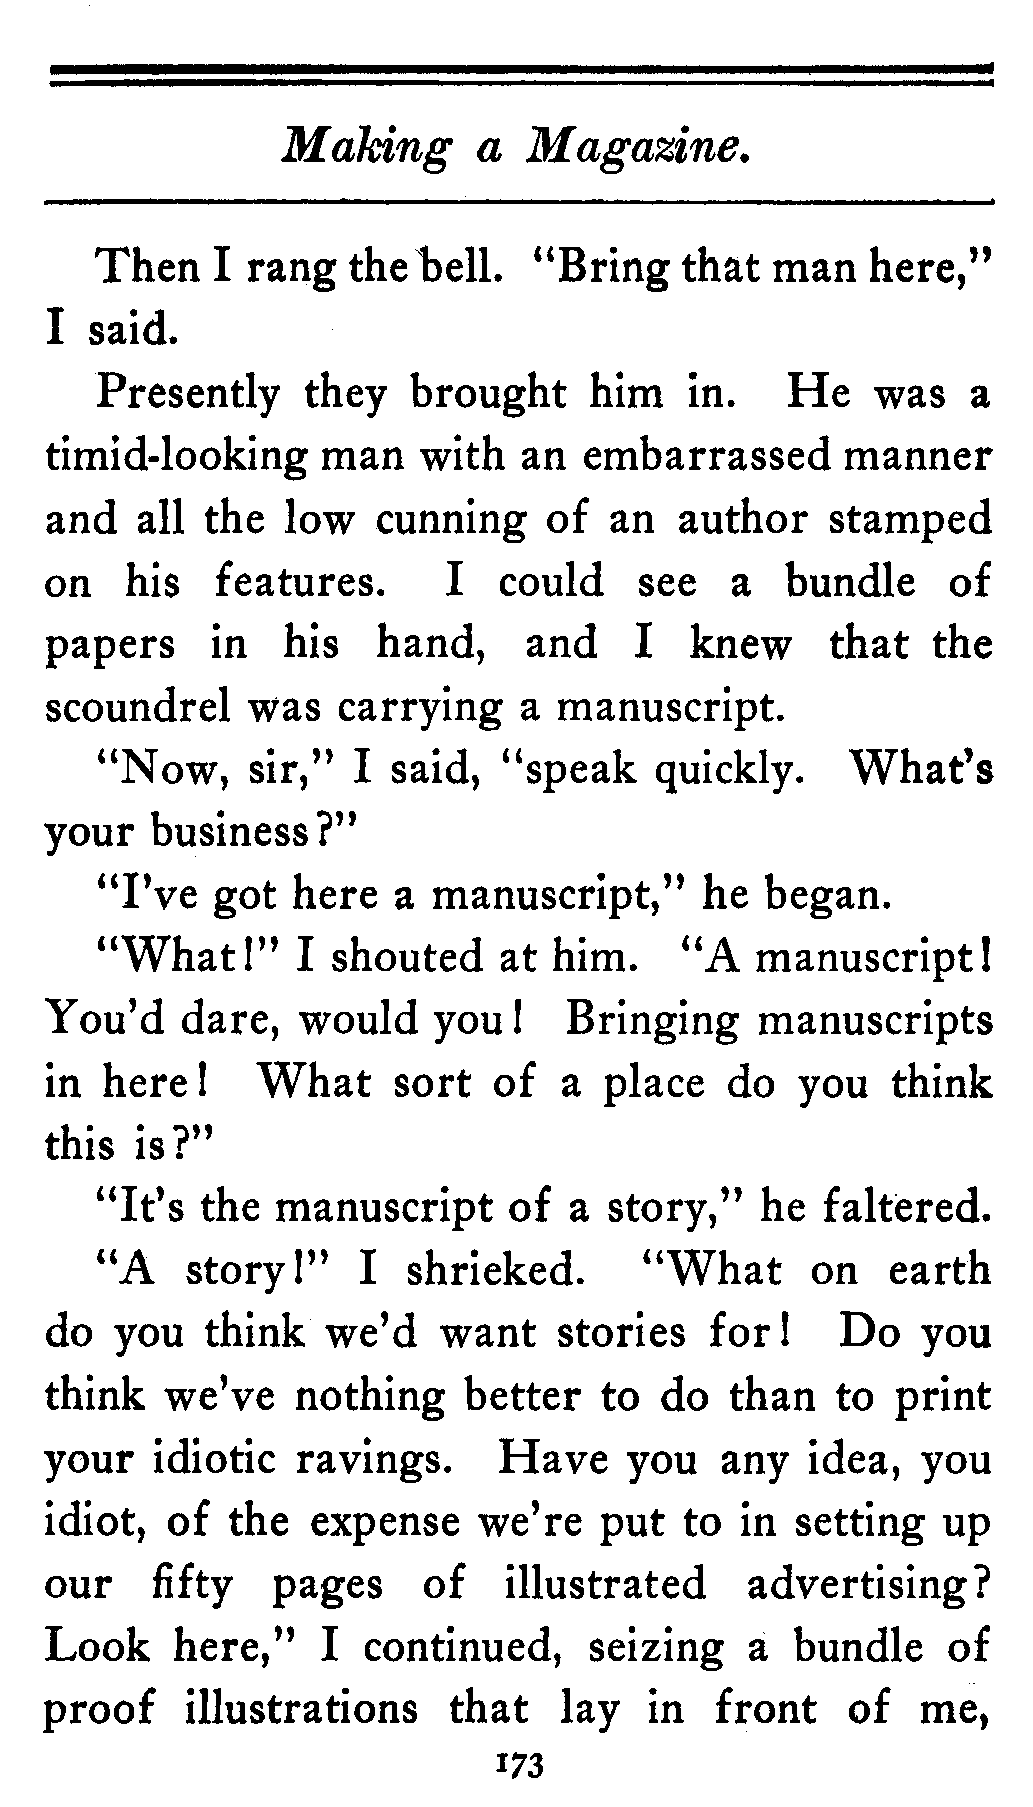 Making a Magazine.
Then I rang the bell. "Bring that man here,"
I said.
Presently they brought him in. He was a
timid-looking man with an embarrassed manner
and all the low cunning of an author stamped
on his features. I could see a bundle of
papers in his hand, and I knew that the
scoundrel was carrying a manuscript.
"Now, sir," I said, "speak quickly. What's
your business?"
"I've got here a manuscript," he began.
"What!" I shouted at him. "A manuscript!
You'd dare, would you! Bringing manuscripts
in here! What sort of a place do you think
this is?"
"It's the manuscript of a story," he faltered.
"A story!" I shrieked. "What on earth
do you think we'd want stories for! Do you
think we've nothing better to do than to print
your idiotic ravings. Have you any idea, you
idiot, of the expense we're put to in setting up
our fifty pages of illustrated advertising?
Look here," I continued, seizing a bundle of
proof illustrations that lay in front of me,
173